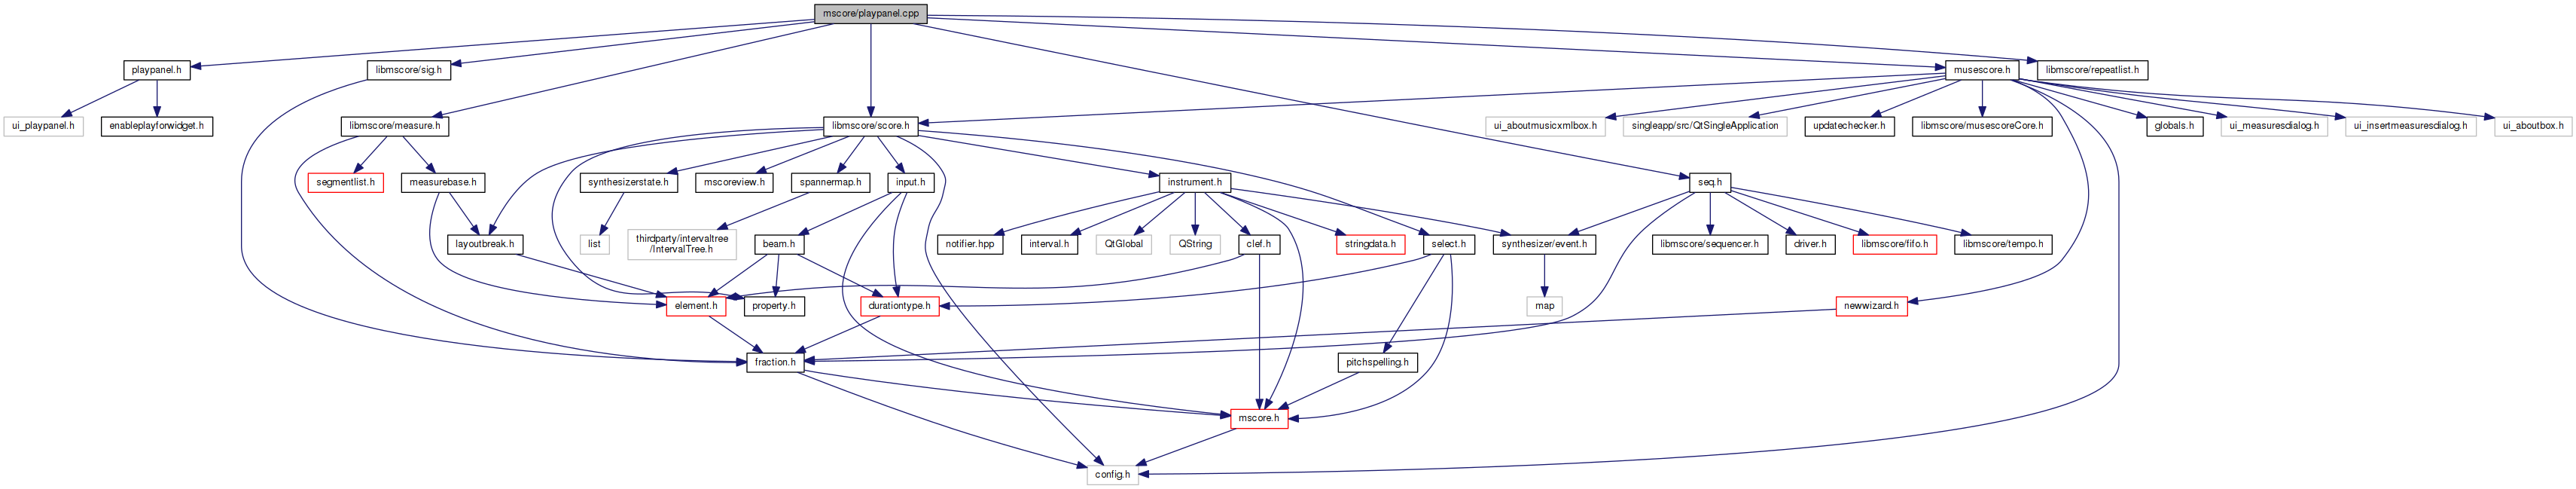 mscore/playpanel.cpp
playpanel.h
libmscore/sig.h
musescore.h
libmscore/repeatlist.h
ui_playpanel.h
enableplayforwidget.h
libmscore/measure.h
libmscore/score.h
ui_aboutmusicxmlbox.h
singleapp/src/QtSingleApplication
updatechecker.h
libmscore/musescoreCore.h
globals.h
ui_measuresdialog.h
ui_insertmeasuresdialog.h
ui_aboutbox.h
segmentlist.h
measurebase.h
synthesizerstate.h
mscoreview.h
spannermap.h
input.h
instrument.h
seq.h
layoutbreak.h
list
thirdparty/intervaltree
/IntervalTree.h
beam.h
notifier.hpp
interval.h
QtGlobal
QString
clef.h
stringdata.h
select.h
synthesizer/event.h
libmscore/sequencer.h
driver.h
libmscore/fifo.h
libmscore/tempo.h
element.h
property.h
durationtype.h
map
newwizard.h
fraction.h
pitchspelling.h
mscore.h
config.h